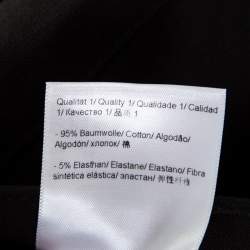 Qualität 1/ Quality 1/ Qualidade 1/ Calidad
1/ Качество 1/ 品质 1
- 95% Baumwolle/ Cotton/ Algodão/
Algodón/ хлопок/ 棉
- 5% Elasthan/ Elastane/ Elastano/ Fibra
sintética elástica/ эластан/ 弹性纤维